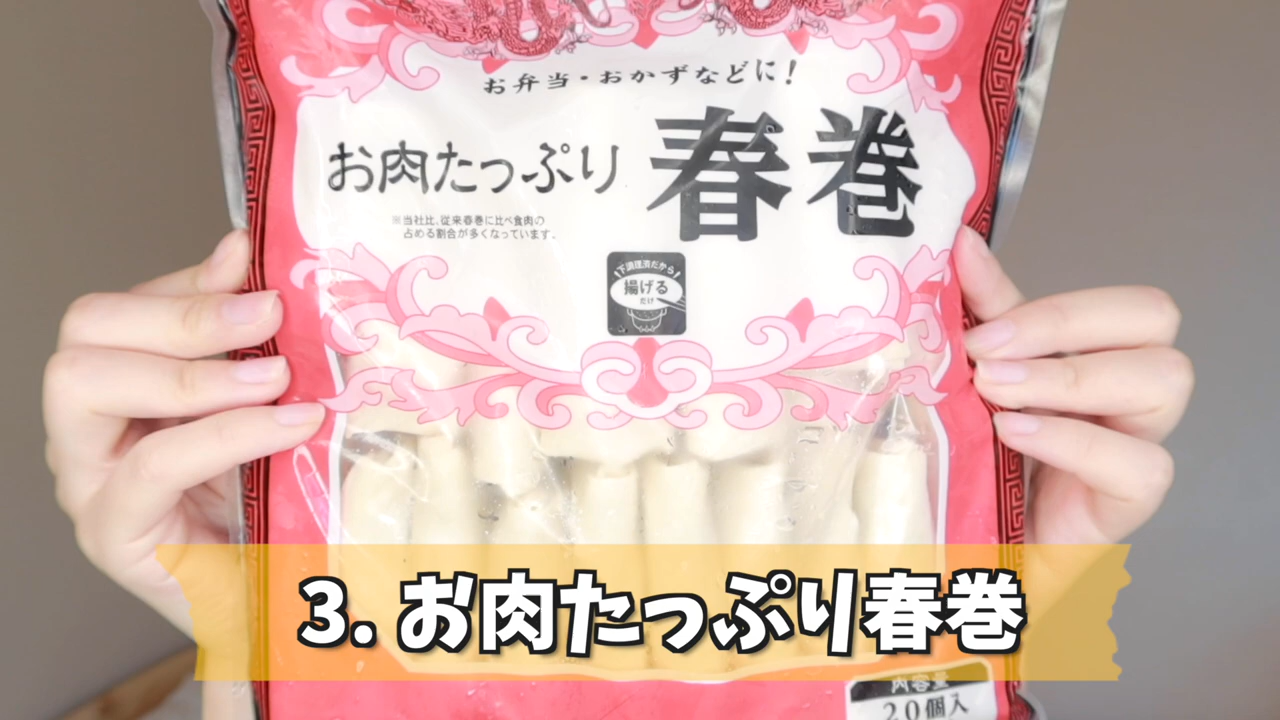 お弁当・おかずなどに!
お肉たっぷり 春巻
※当社比、従来春巻に比べ食肉の
占める割合が多くなっています。
下調理済だから
揚げる
だけ
3. お肉たっぷり春巻
内容量
20個入